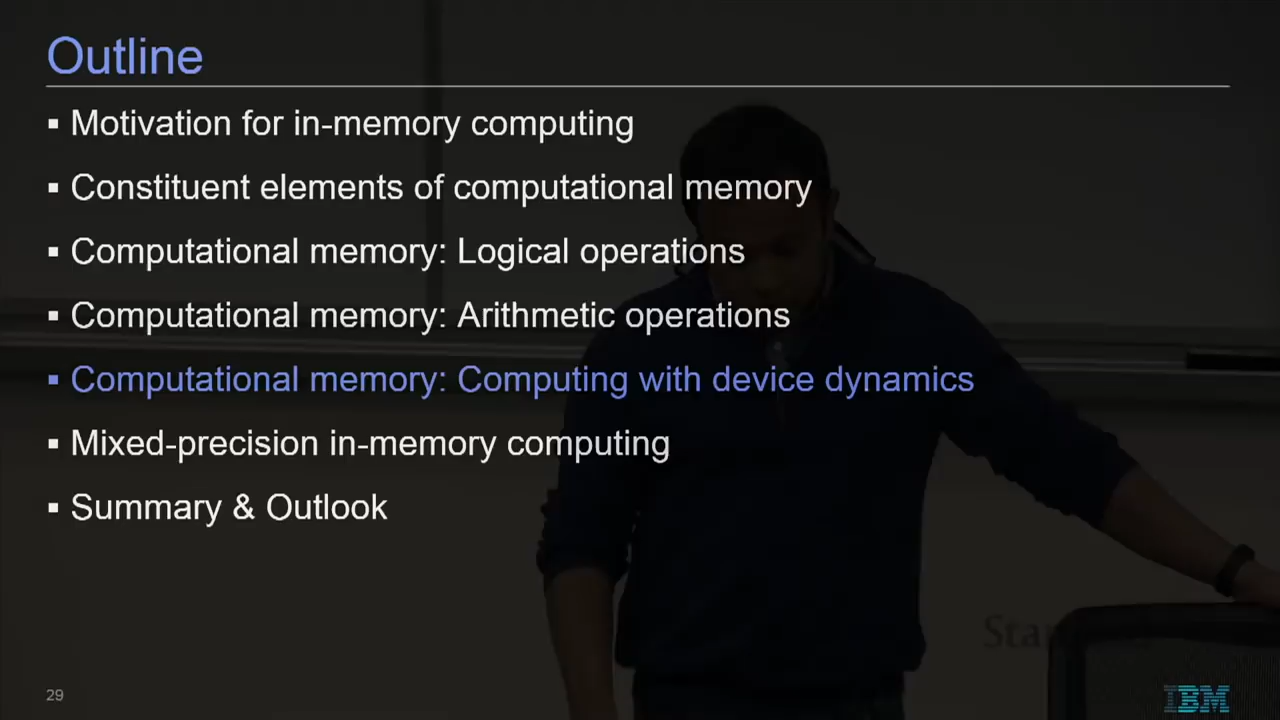 Outline
▪ Motivation for in-memory computing
▪ Constituent elements of computational memory
▪ Computational memory: Logical operations
▪ Computational memory: Arithmetic operations
▪ Computational memory: Computing with device dynamics
▪ Mixed-precision in-memory computing
▪ Summary & Outlook
29
IBM